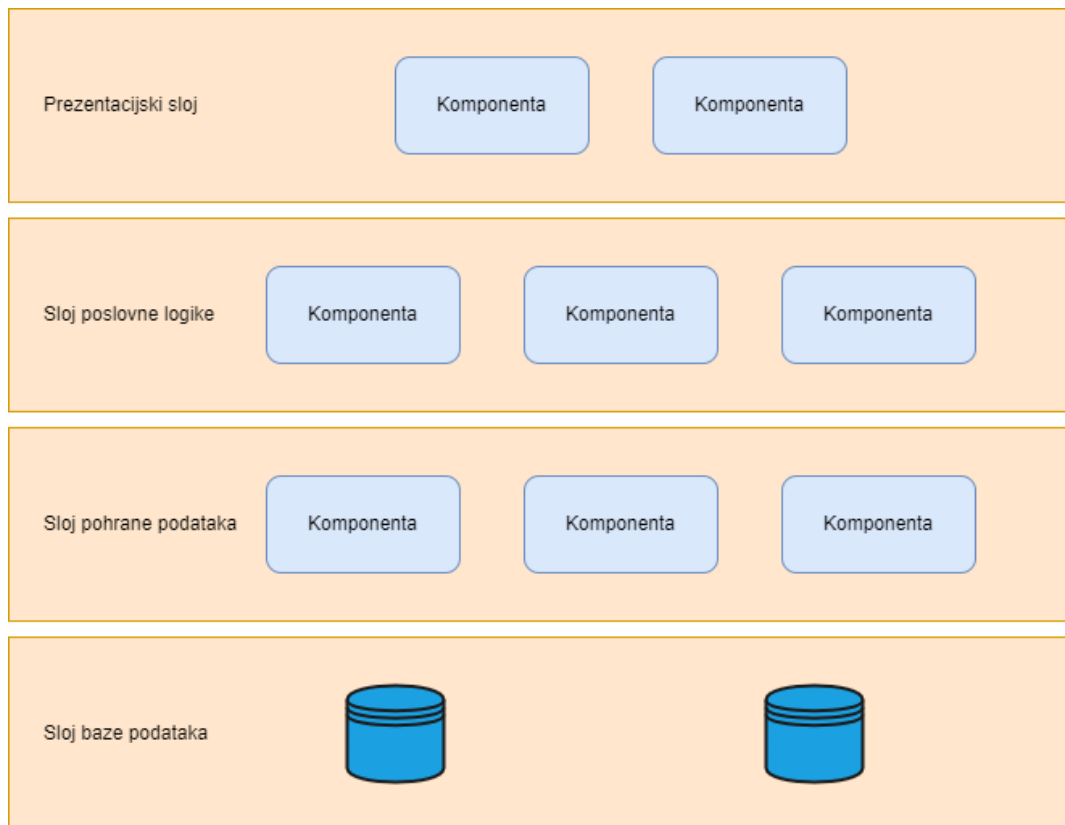 Prezentacijski sloj
Komponenta
Komponenta
Sloj poslovne logike
Komponenta
Komponenta
Komponenta
Sloj pohrane podataka
Komponenta
Komponenta
Komponenta
Sloj baze podataka